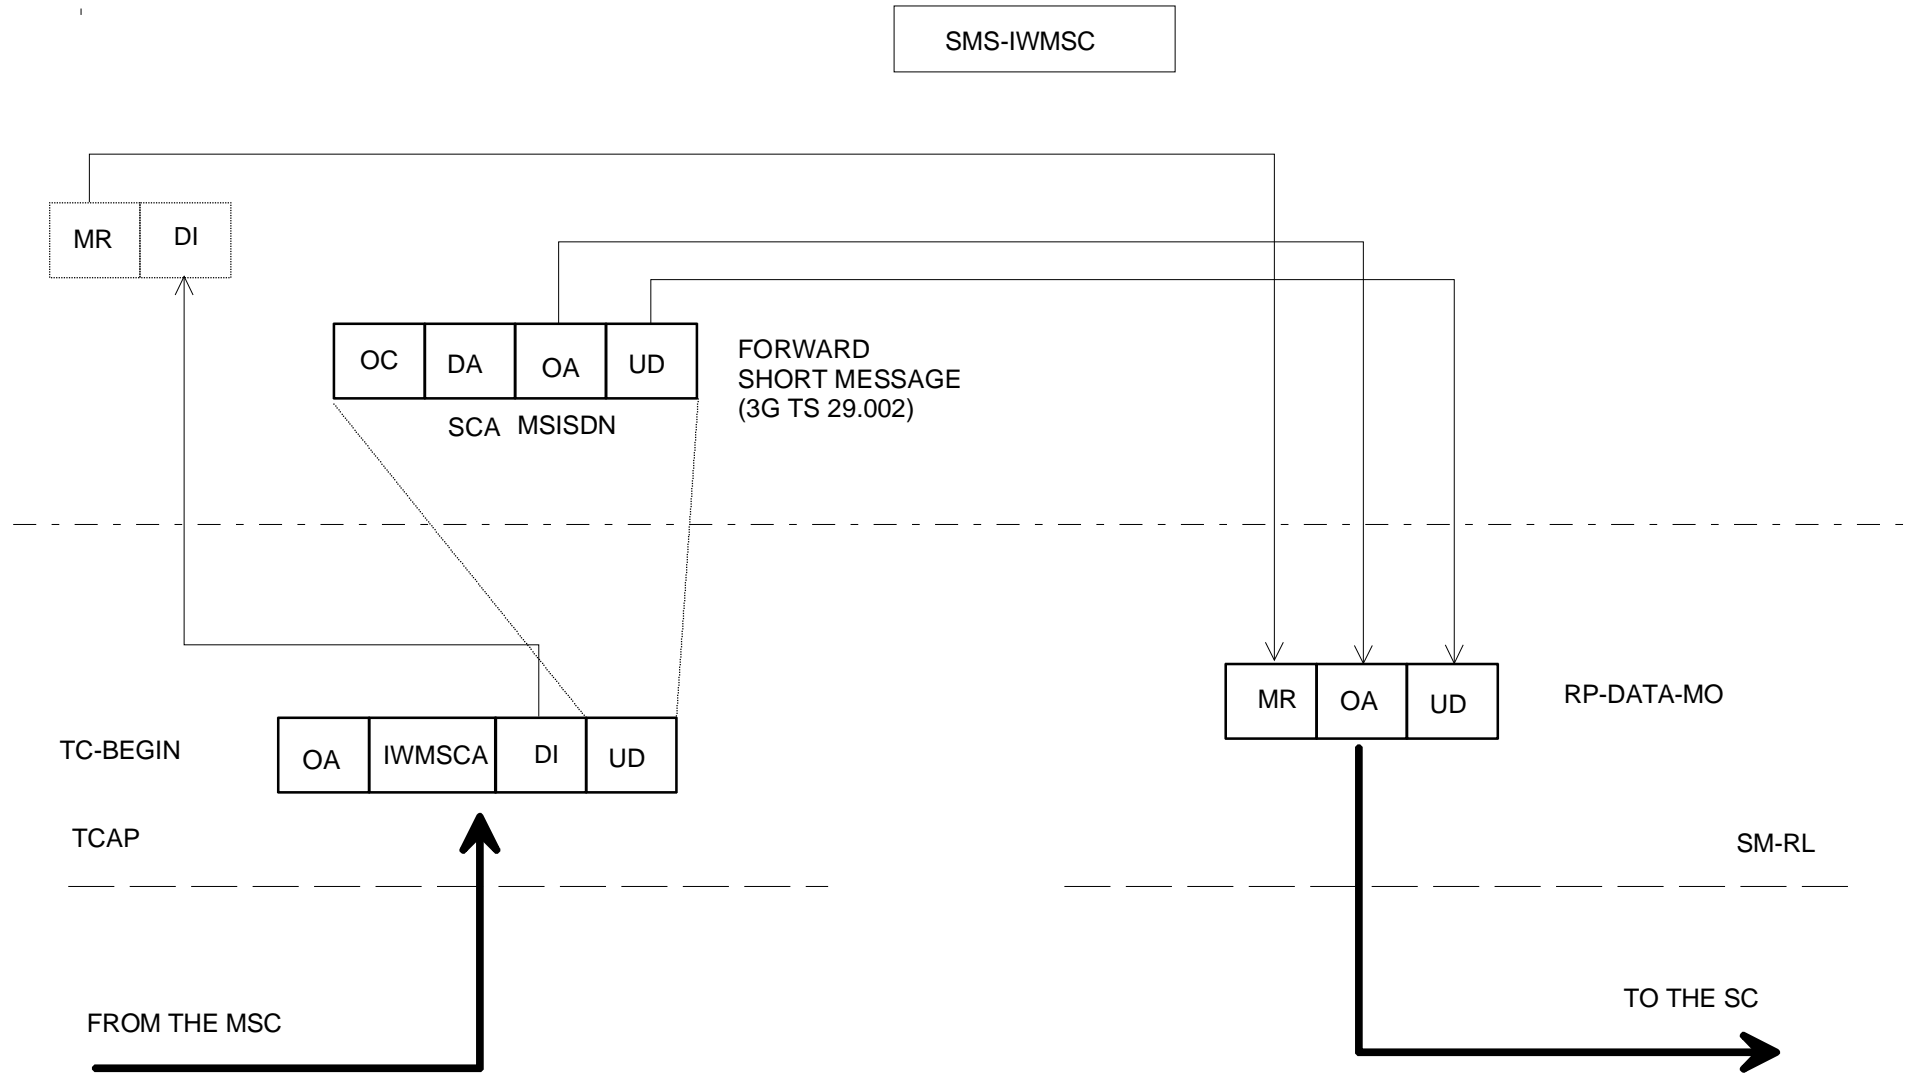 SMS-IWMSC
MR DI
OC DA OA UD
SCA MSISDN
FORWARD
SHORT MESSAGE
(3G TS 29.002)
MR OA UD
RP-DATA-MO
TC-BEGIN
OA IWMSCA DI UD
TCAP
SM-RL
FROM THE MSC
TO THE SC